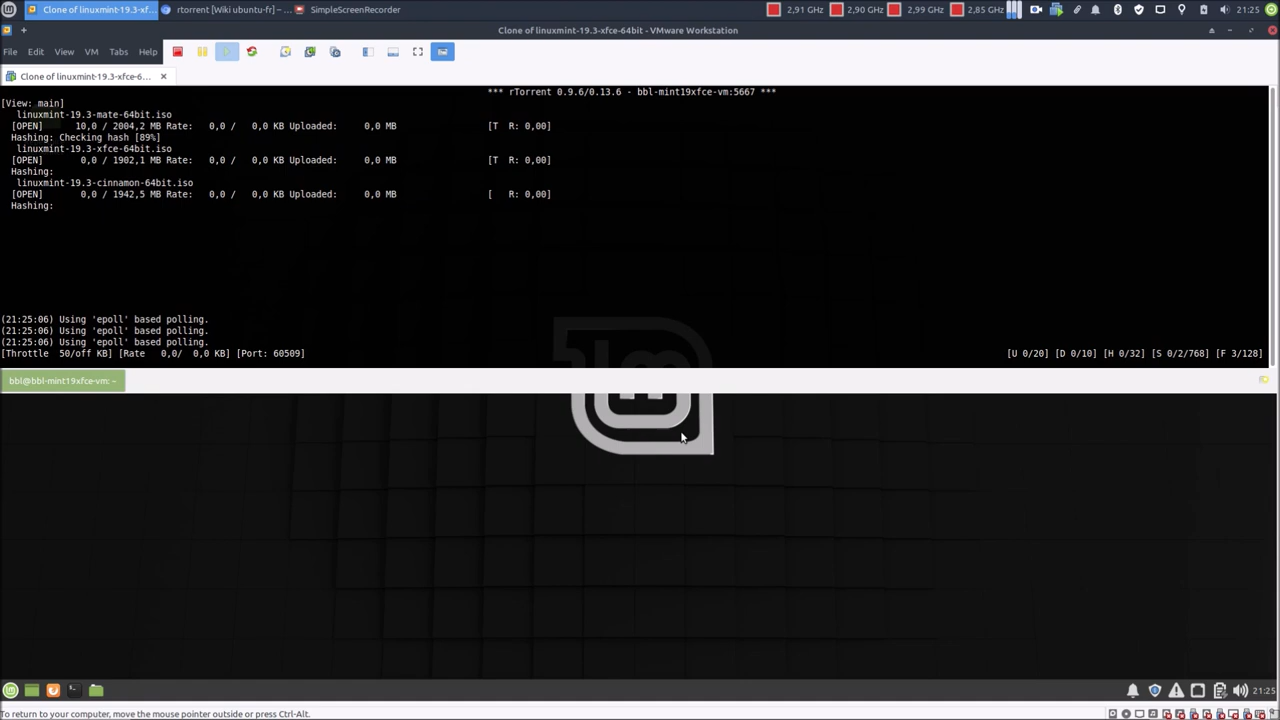 Clone of linuxmint-19.3-xf...
rtorrent [Wiki ubuntu-fr] – ...
SimpleScreenRecorder
2,91 GHz
2,90 GHz
2,99 GHz
2,85 GHz
21:25
Clone of linuxmint-19.3-xfce-64bit - VMware Workstation
File Edit View VM Tabs Help
Clone of linuxmint-19.3-xfce-6...
*** rTorrent 0.9.6/0.13.6 - bbl-mint19xfce-vm:5667 ***
[View: main]
linuxmint-19.3-mate-64bit.iso
[OPEN] 10,0 / 2004,2 MB Rate: 0,0 / 0,0 KB Uploaded: 0,0 MB [T R: 0,00]
Hashing: Checking hash [89%]
linuxmint-19.3-xfce-64bit.iso
[OPEN] 0,0 / 1902,1 MB Rate: 0,0 / 0,0 KB Uploaded: 0,0 MB [T R: 0,00]
Hashing:
linuxmint-19.3-cinnamon-64bit.iso
[OPEN] 0,0 / 1942,5 MB Rate: 0,0 / 0,0 KB Uploaded: 0,0 MB [ R: 0,00]
Hashing:
(21:25:06) Using 'epoll' based polling.
(21:25:06) Using 'epoll' based polling.
(21:25:06) Using 'epoll' based polling.
[Throttle 50/off KB] [Rate 0,0/ 0,0 KB] [Port: 60509] [U 0/20] [D 0/10] [H 0/32] [S 0/2/768] [F 3/128]
bbl@bbl-mint19xfce-vm: ~
21:25
To return to your computer, move the mouse pointer outside or press Ctrl-Alt.